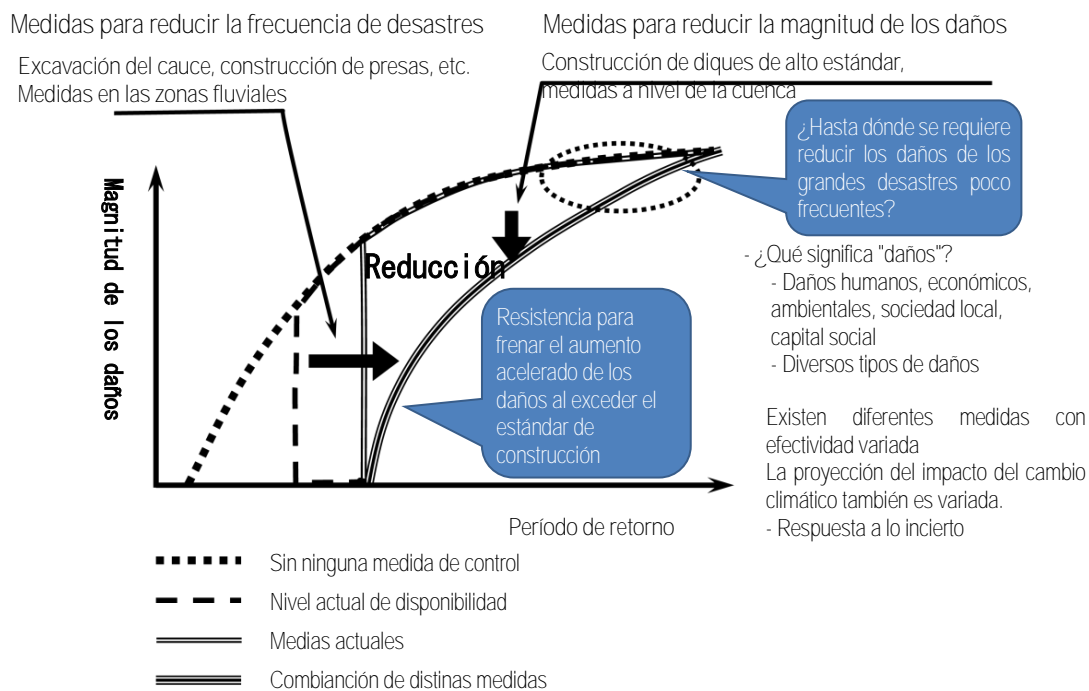 Medidas para reducir la frecuencia de desastres
Excavación del cauce, construcción de presas, etc.
Medidas en las zonas fluviales
Medidas para reducir la magnitud de los daños
Construcción de diques de alto estándar,
medidas a nivel de la cuenca
¿Hasta dónde se requiere
reducir los daños de los
grandes desastres poco
frecuentes?
Magnitud de los daños
Reducción
Resistencia para
frenar el aumento
acelerado de los
daños al exceder el
estándar de
construcción
- ¿Qué significa "daños"?
- Daños humanos, económicos,
ambientales, sociedad local,
capital social
- Diversos tipos de daños
Existen diferentes medidas con
efectividad variada
La proyección del impacto del cambio
climático también es variada.
- Respuesta a lo incierto
Período de retorno
Sin ninguna medida de control
Nivel actual de disponibilidad
Medias actuales
Combianción de distinas medidas